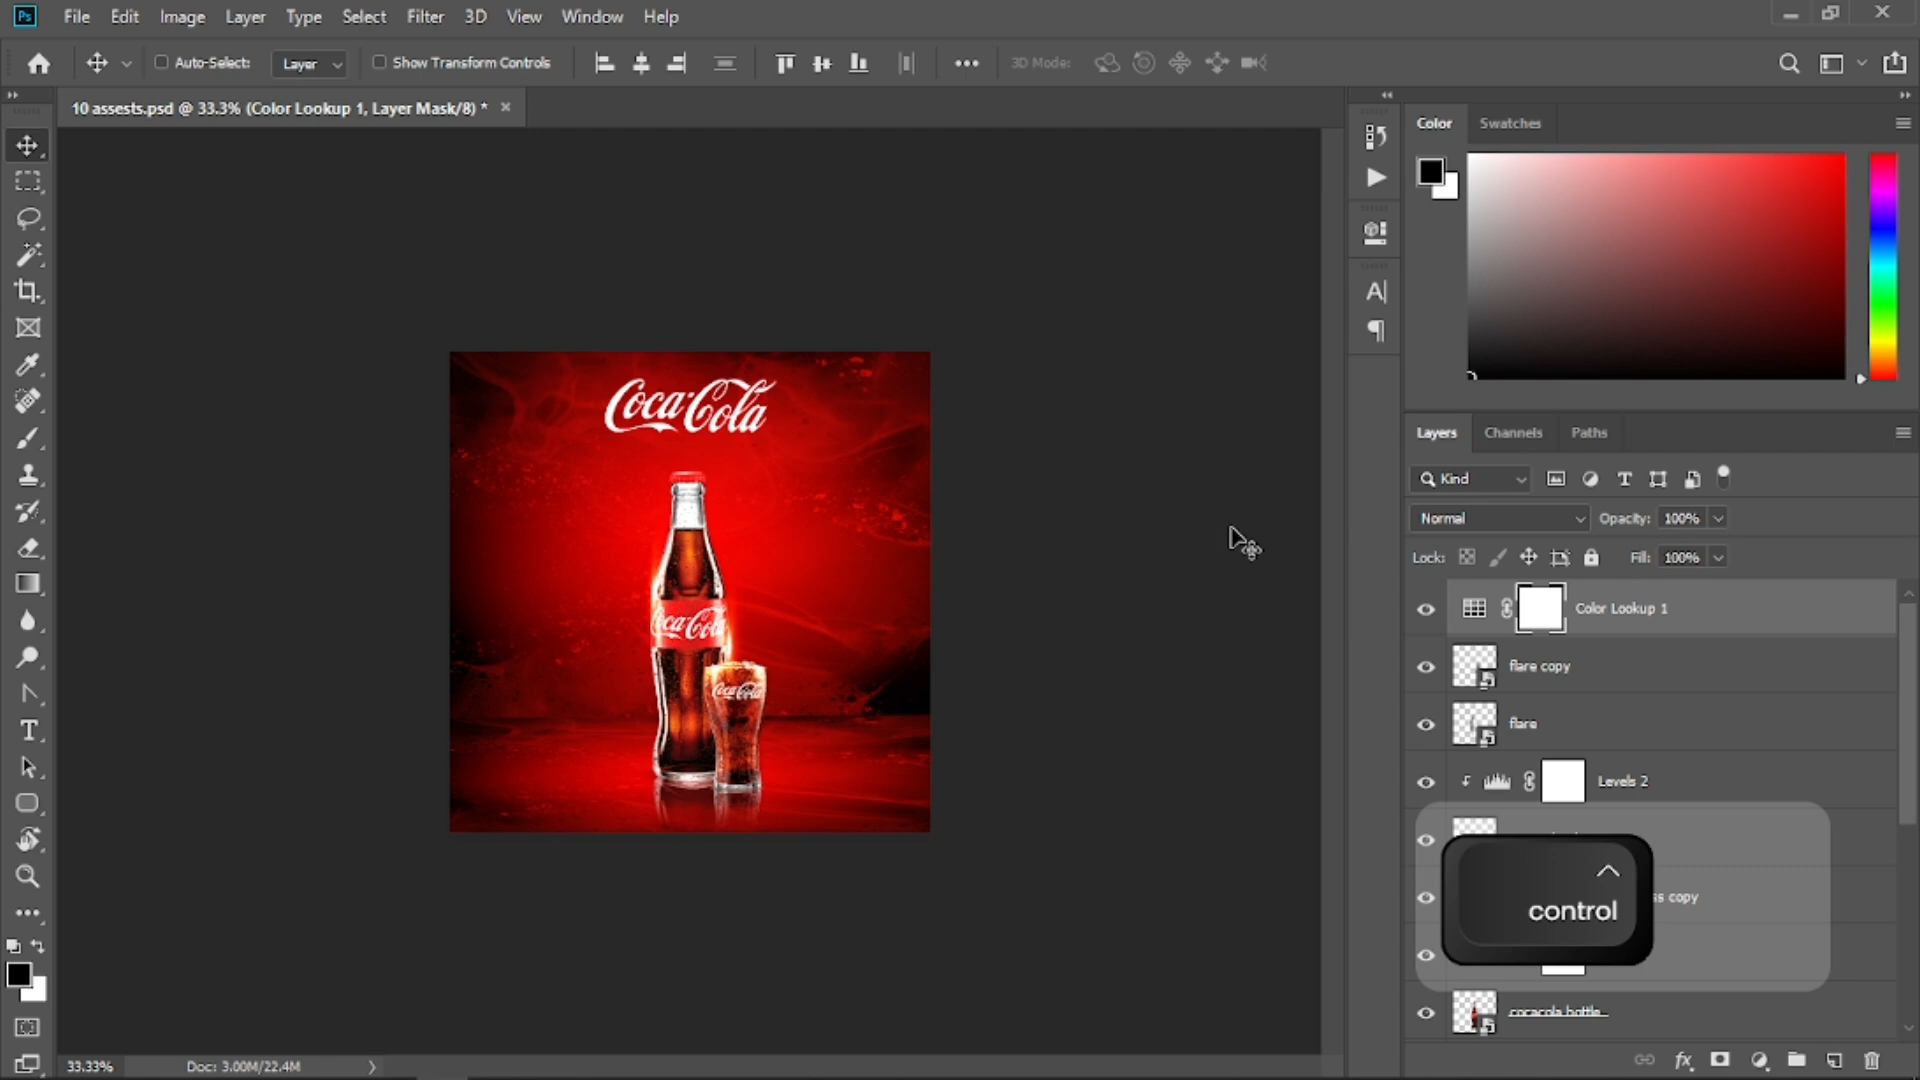 Ps File Edit Image Layer Type Select Filter 3D View Window Help
Auto-Select: Layer Show Transform Controls 3D Mode:
10 assests.psd @ 33.3% (Color Lookup 1, Layer Mask/8) *
Color Swatches
Coca-Cola
Coca-Cola
Coca-Cola
Layers Channels Paths
Kind
Normal Opacity: 100%
Lock: Fill: 100%
Color Lookup 1
flare copy
flare
Levels 2
ss copy
control
cocacola bottle
33.33% Doc: 3.00M/22.4M